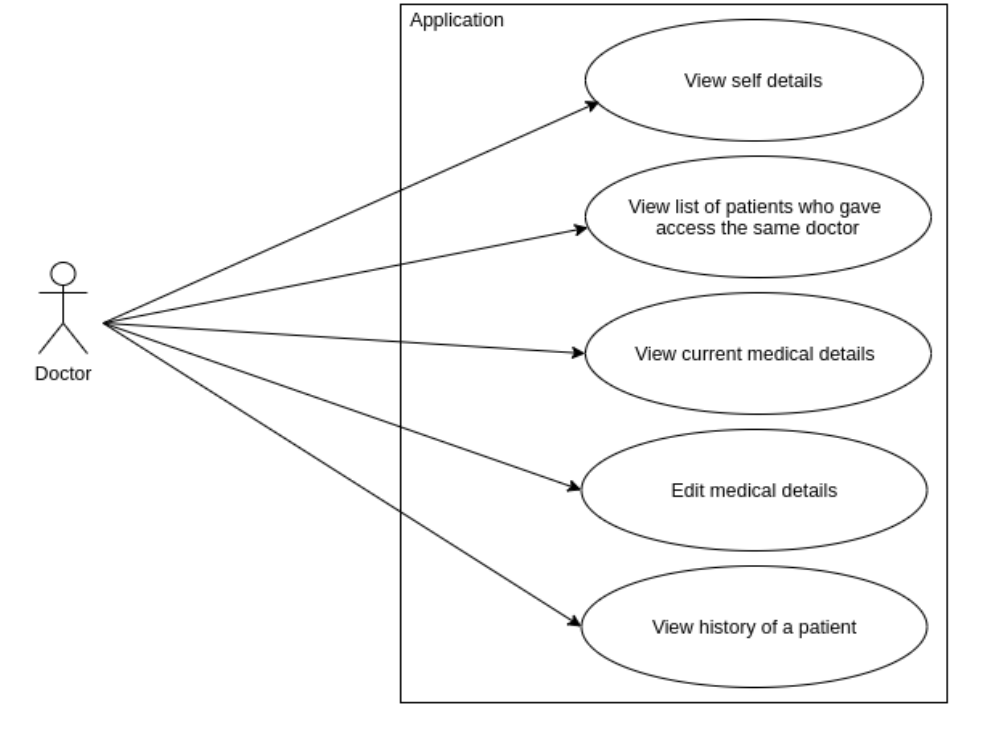 Application
View self details
View list of patients who gave
access the same doctor
View current medical details
Doctor
Edit medical details
View history of a patient